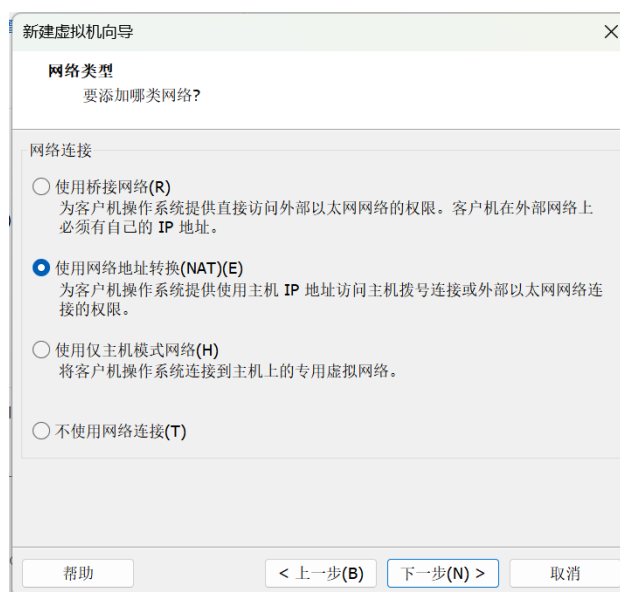 新建虚拟机向导
网络类型
要添加哪类网络?
网络连接
使用桥接网络(R)
为客户机操作系统提供直接访问外部以太网网络的权限。客户机在外部网络上
必须有自己的 IP 地址。
使用网络地址转换(NAT)(E)
为客户机操作系统提供使用主机 IP 地址访问主机拨号连接或外部以太网网络连
接的权限。
使用仅主机模式网络(H)
将客户机操作系统连接到主机上的专用虚拟网络。
不使用网络连接(T)
帮助
< 上一步(B)
下一步(N) >
取消